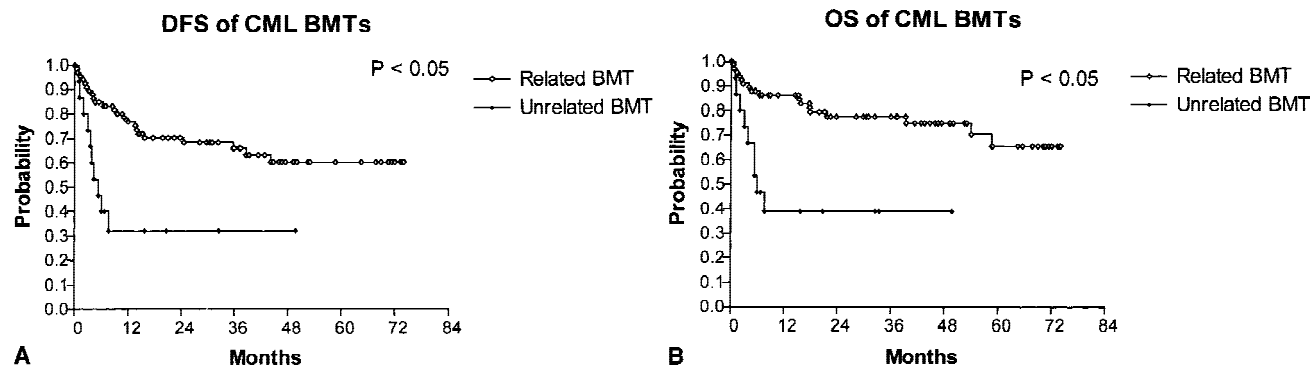 DFS of CML BMTs
P < 0.05
Related BMT
Unrelated BMT
Probability
1.0
0.9
0.8
0.7
0.6
0.5
0.4
0.3
0.2
0.1
0.0
0 12 24 36 48 60 72 84
Months
A
OS of CML BMTs
P < 0.05
Related BMT
Unrelated BMT
Probability
1.0
0.9
0.8
0.7
0.6
0.5
0.4
0.3
0.2
0.1
0.0
0 12 24 36 48 60 72 84
Months
B